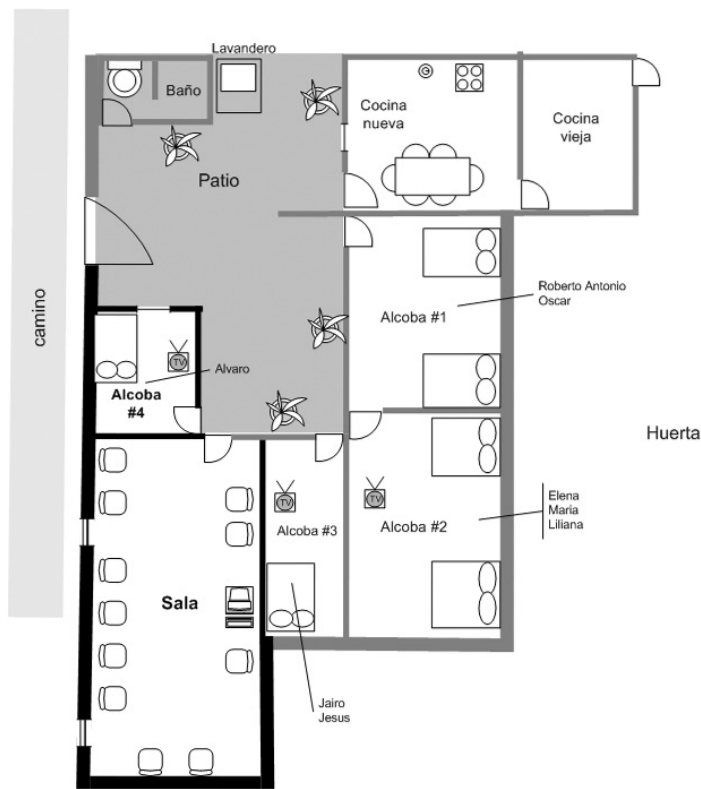 Lavandero
Baño
Cocina
nueva
Cocina
vieja
Patio
camino
Roberto Antonio
Oscar
Alcoba #1
TV
Alvaro
Alcoba
#4
Huerta
Elena
Maria
Liliana
TV
TV
Alcoba #3
Alcoba #2
Sala
Jairo
Jesus